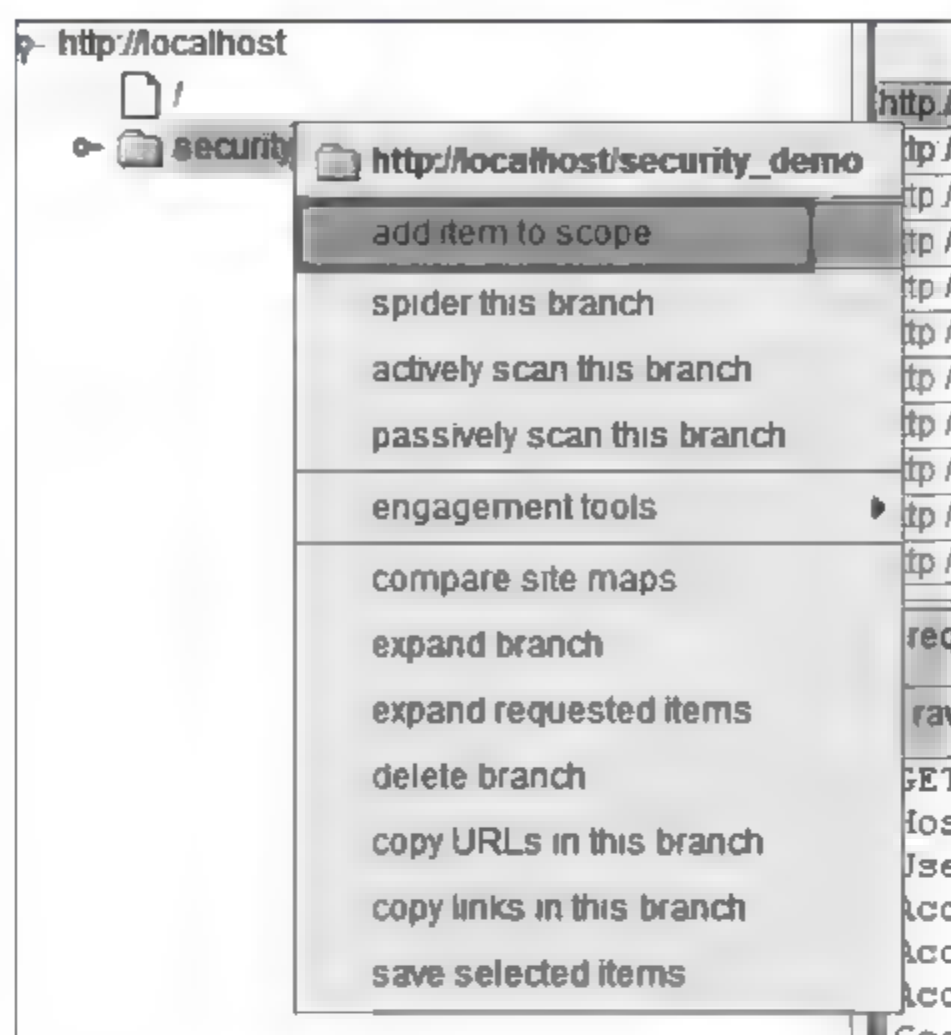 http://localhost
/
security
http://localhost/security_demo
add item to scope
spider this branch
actively scan this branch
passively scan this branch
engagement tools
compare site maps
expand branch
expand requested items
delete branch
copy URLs in this branch
copy links in this branch
save selected items